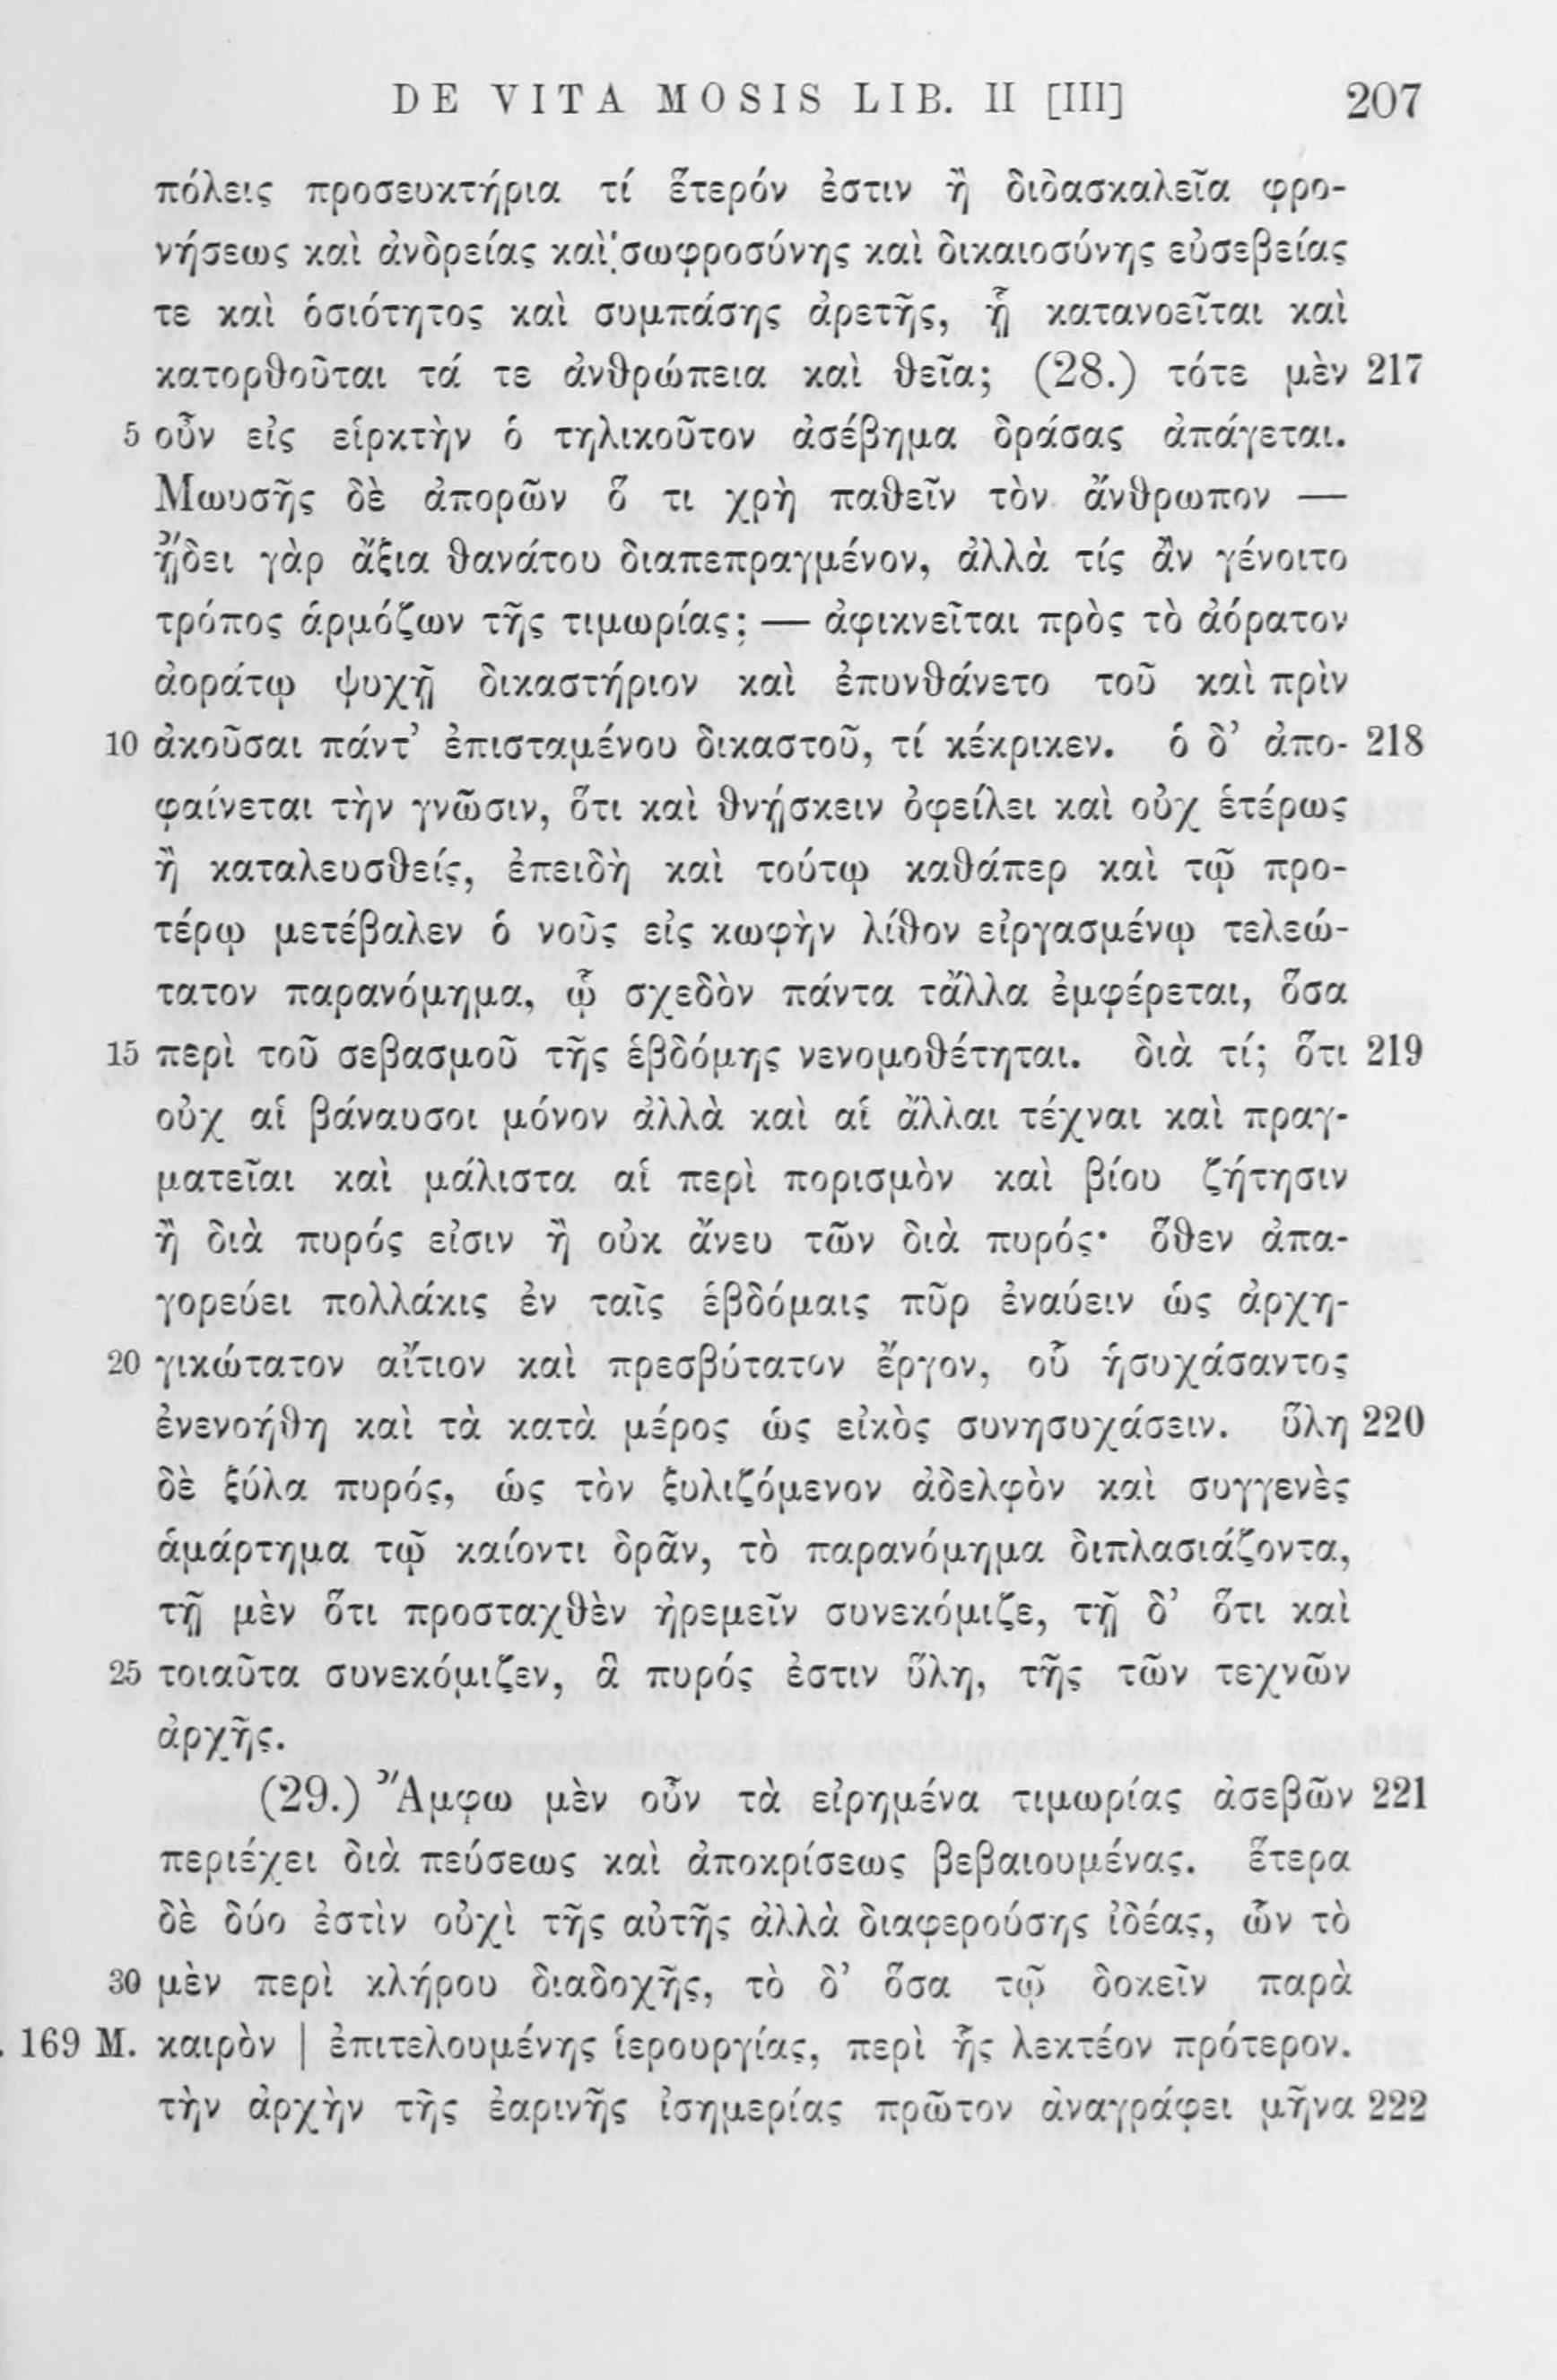 DE VITA MOSIS LIB. II [III] 207
πόλεις προσευκτήρια τί ἕτερόν ἐστιν ἢ διδασκαλεῖα φρο-
νήσεως καὶ ἀνδρείας καὶ σωφροσύνης καὶ δικαιοσύνης εὐσεβείας
τε καὶ ὁσιότητος καὶ συμπάσης ἀρετῆς, ᾗ κατανοεῖται καὶ
κατορθοῦται τά τε ἀνθρώπεια καὶ θεῖα; (28.) τότε μὲν 217
5 οὖν εἰς εἱρκτὴν ὁ τηλικοῦτον ἀσέβημα δράσας ἀπάγεται.
Μωυσῆς δὲ ἀπορῶν ὅ τι χρὴ παθεῖν τὸν ἄνθρωπον —
ᾔδει γὰρ ἄξια θανάτου διαπεπραγμένον, ἀλλὰ τίς ἂν γένοιτο
τρόπος ἁρμόζων τῆς τιμωρίας; — ἀφικνεῖται πρὸς τὸ ἀόρατον
ἀοράτῳ ψυχῇ δικαστήριον καὶ ἐπυνθάνετο τοῦ καὶ πρὶν
10 ἀκοῦσαι πάντ’ ἐπισταμένου δικαστοῦ, τί κέκρικεν. ὁ δ’ ἀπο- 218
φαίνεται τὴν γνῶσιν, ὅτι καὶ θνῄσκειν ὀφείλει καὶ οὐχ ἑτέρως
ἢ καταλευσθείς, ἐπειδὴ καὶ τούτῳ καθάπερ καὶ τῷ προ-
τέρῳ μετέβαλεν ὁ νοῦς εἰς κωφὴν λίθον εἰργασμένῳ τελεώ-
τατον παρανόμημα, ᾧ σχεδὸν πάντα τἄλλα ἐμφέρεται, ὅσα
15 περὶ τοῦ σεβασμοῦ τῆς ἑβδόμης νενομοθέτηται. διὰ τί; ὅτι 219
οὐχ αἱ βάναυσοι μόνον ἀλλὰ καὶ αἱ ἄλλαι τέχναι καὶ πραγ-
ματεῖαι καὶ μάλιστα αἱ περὶ πορισμὸν καὶ βίου ζήτησιν
ἢ διὰ πυρός εἰσιν ἢ οὐκ ἄνευ τῶν διὰ πυρός· ὅθεν ἀπα-
γορεύει πολλάκις ἐν ταῖς ἑβδόμαις πῦρ ἐναύειν ὡς ἀρχη-
20 γικώτατον αἴτιον καὶ πρεσβύτατον ἔργον, οὗ ἡσυχάσαντος
ἐνενοήθη καὶ τὰ κατὰ μέρος ὡς εἰκὸς συνησυχάσειν. ὕλη 220
δὲ ξύλα πυρός, ὡς τὸν ξυλιζόμενον ἀδελφὸν καὶ συγγενὲς
ἁμάρτημα τῷ καίοντι δρᾶν, τὸ παρανόμημα διπλασιάζοντα,
τῇ μὲν ὅτι προσταχθὲν ἠρεμεῖν συνεκόμιζε, τῇ δ’ ὅτι καὶ
25 τοιαῦτα συνεκόμιζεν, ἃ πυρός ἐστιν ὕλη, τῆς τῶν τεχνῶν
ἀρχῆς.
(29.) Ἄμφω μὲν οὖν τὰ εἰρημένα τιμωρίας ἀσεβῶν 221
περιέχει διὰ πεύσεως καὶ ἀποκρίσεως βεβαιουμένας. ἕτερα
δὲ δύο ἐστὶν οὐχὶ τῆς αὐτῆς ἀλλὰ διαφερούσης ἰδέας, ὧν τὸ
30 μὲν περὶ κλήρου διαδοχῆς, τὸ δ’ ὅσα τῷ δοκεῖν παρὰ
. 169 M. καιρὸν | ἐπιτελουμένης ἱερουργίας, περὶ ἧς λεκτέον πρότερον.
τὴν ἀρχὴν τῆς ἐαρινῆς ἰσημερίας πρῶτον ἀναγράφει μῆνα 222